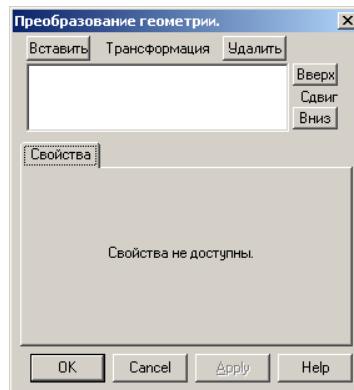 Преобразование геометрии.
Вставить Трансформация Удалить
Вверх
Сдвиг
Вниз
Свойства
Свойства не доступны.
OK Cancel Apply Help